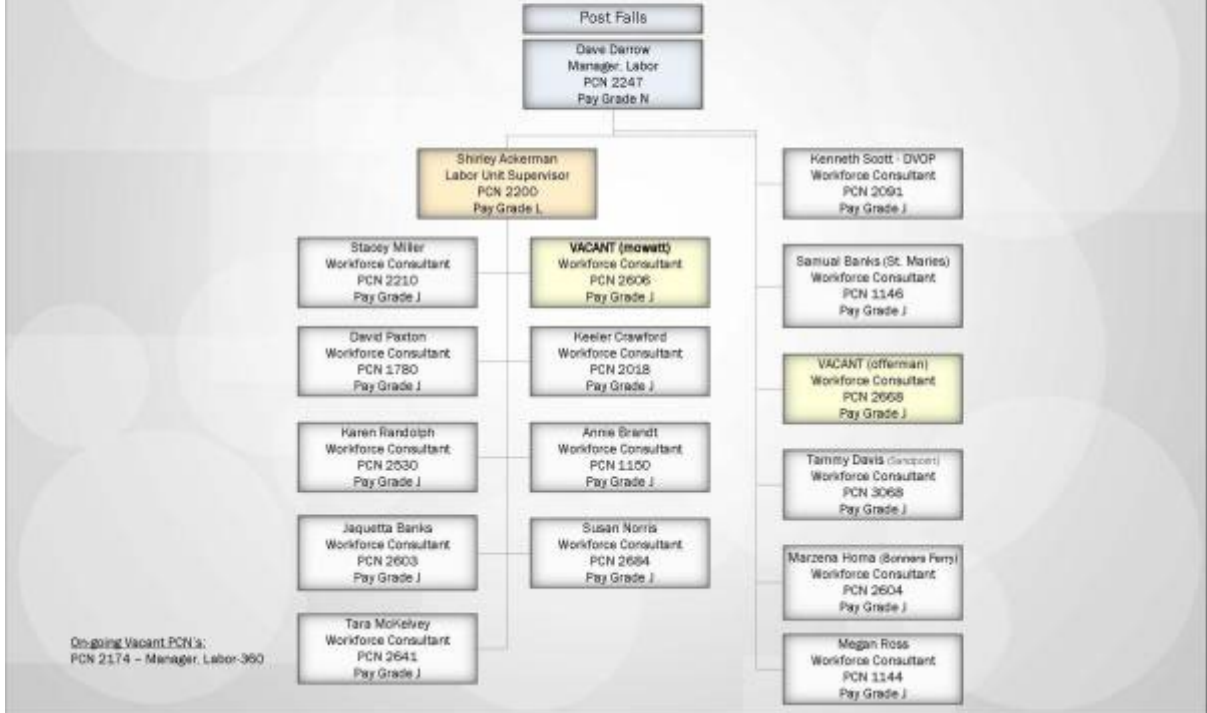 Post Falls
Dave Darrow
Manager, Labor
PCN 2247
Pay Grade N
Shirley Ackerman
Labor Unit Supervisor
PCN 2200
Pay Grade L
Stacey Miller
Workforce Consultant
PCN 2210
Pay Grade J
David Paxton
Workforce Consultant
PCN 1780
Pay Grade J
Karen Randolph
Workforce Consultant
PCN 2530
Pay Grade J
Jaquetta Banks
Workforce Consultant
PCN 2603
Pay Grade J
Tara McKelvey
Workforce Consultant
PCN 2641
Pay Grade J
VACANT (mowatt)
Workforce Consultant
PCN 2606
Pay Grade J
Keeler Crawford
Workforce Consultant
PCN 2018
Pay Grade J
Annie Brandt
Workforce Consultant
PCN 1150
Pay Grade J
Susan Norris
Workforce Consultant
PCN 2684
Pay Grade J
Kenneth Scott - DVOP
Workforce Consultant
PCN 2091
Pay Grade J
Samual Banks (St. Maries)
Workforce Consultant
PCN 1146
Pay Grade J
VACANT (offerman)
Workforce Consultant
PCN 2668
Pay Grade J
Tammy Davis (Sandpoint)
Workforce Consultant
PCN 3068
Pay Grade J
Marzena Homa (Bonners Ferry)
Workforce Consultant
PCN 2604
Pay Grade J
Megan Ross
Workforce Consultant
PCN 1144
Pay Grade J
On-going Vacant PCN's:
PCN 2174 – Manager, Labor-360